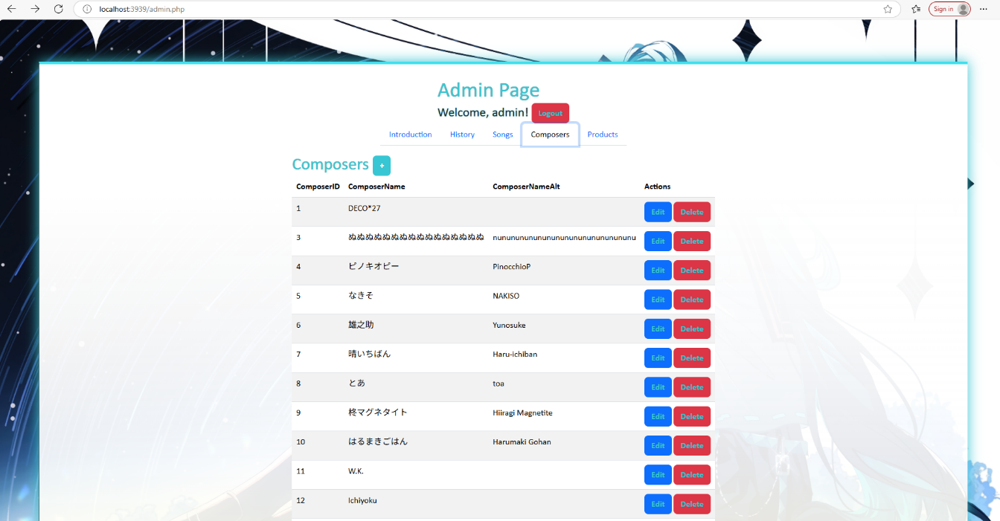 localhost:3939/admin.php
Sign in
Admin Page
Welcome, admin! Logout
Introduction History Songs Composers Products
Composers +
ComposerID ComposerName ComposerNameAlt Actions
1 DECO*27 Edit Delete
3 ぬぬぬぬぬぬぬぬぬぬぬぬぬぬぬぬ nunununununununununununununununu Edit Delete
4 ピノキオピー PinocchioP Edit Delete
5 なきそ NAKISO Edit Delete
6 雄之助 Yunosuke Edit Delete
7 晴いちばん Haru-ichiban Edit Delete
8 とあ toa Edit Delete
9 柊マグネタイト Hiiragi Magnetite Edit Delete
10 はるまきごはん Harumaki Gohan Edit Delete
11 W.K. Edit Delete
12 Ichiyoku Edit Delete